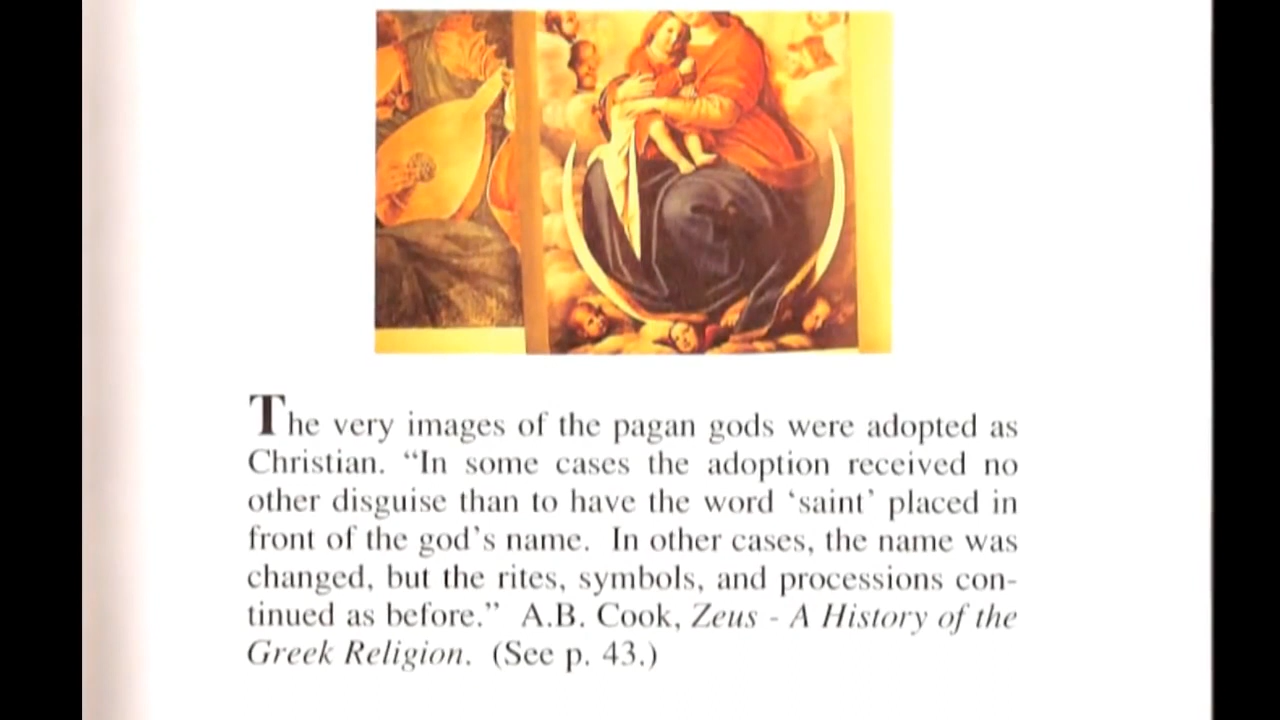 The very images of the pagan gods were adopted as
Christian. “In some cases the adoption received no
other disguise than to have the word ‘saint’ placed in
front of the god’s name. In other cases, the name was
changed, but the rites, symbols, and processions con-
tinued as before.” A.B. Cook, Zeus - A History of the
Greek Religion. (See p. 43.)